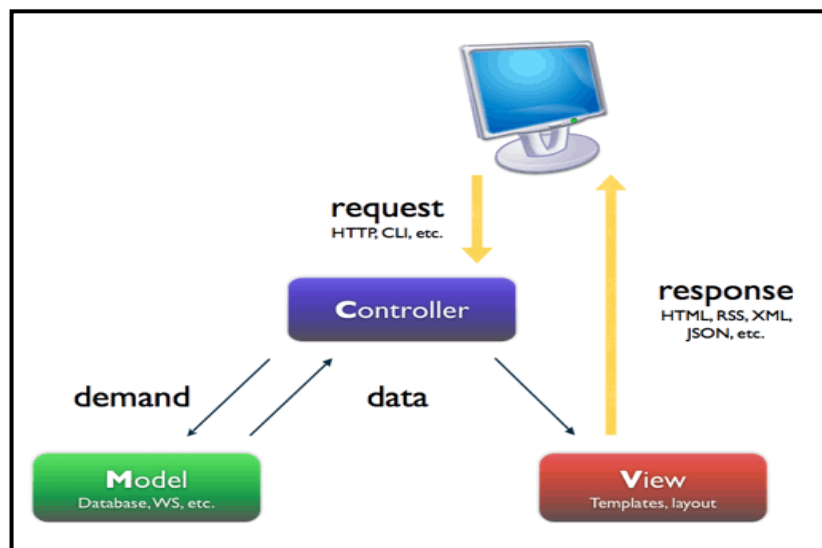 request
HTTP, CLI, etc.
Controller
response
HTML, RSS, XML,
JSON, etc.
demand
data
Model
Database, WS, etc.
View
Templates, layout